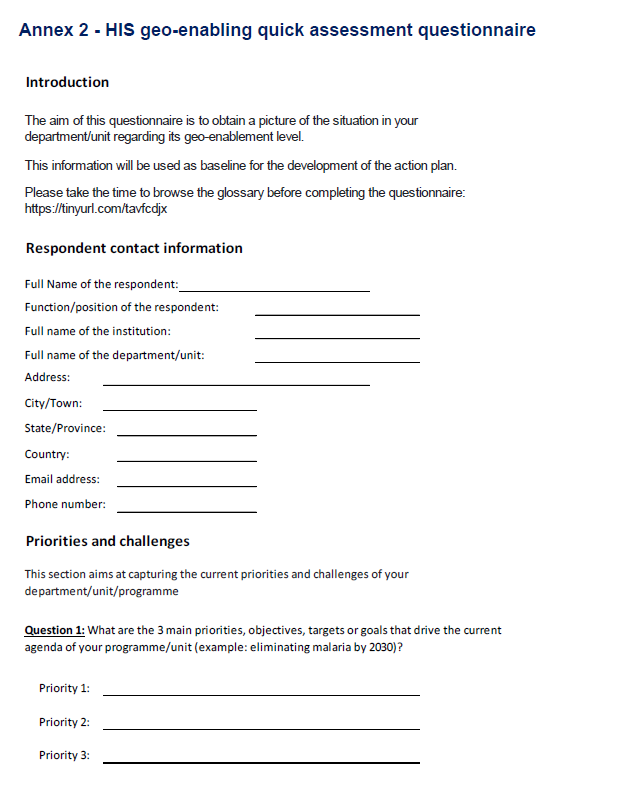 Annex 2 - HIS geo-enabling quick assessment questionnaire
Introduction
The aim of this questionnaire is to obtain a picture of the situation in your
department/unit regarding its geo-enablement level.
This information will be used as baseline for the development of the action plan.
Please take the time to browse the glossary before completing the questionnaire:
https://tinyurl.com/tavfcdjx
Respondent contact information
Full Name of the respondent:
Function/position of the respondent:
Full name of the institution:
Full name of the department/unit:
Address:
City/Town:
State/Province:
Country:
Email address:
Phone number:
Priorities and challenges
This section aims at capturing the current priorities and challenges of your
department/unit/programme
Question 1: What are the 3 main priorities, objectives, targets or goals that drive the current
agenda of your programme/unit (example: eliminating malaria by 2030)?
Priority 1:
Priority 2:
Priority 3: